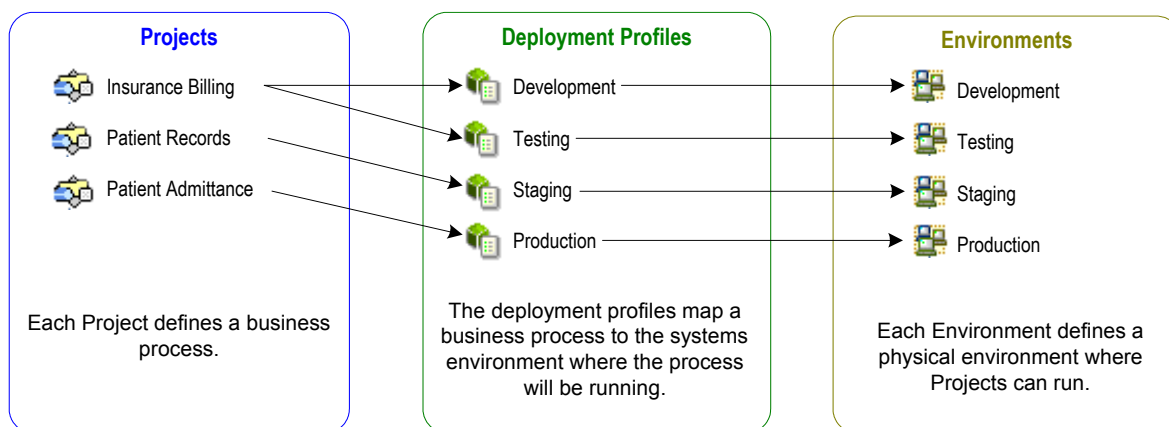 Projects
Insurance Billing
Patient Records
Patient Admittance
Each Project defines a business
process.
Deployment Profiles
Development
Testing
Staging
Production
The deployment profiles map a
business process to the systems
environment where the process
will be running.
Environments
Development
Testing
Staging
Production
Each Environment defines a
physical environment where
Projects can run.